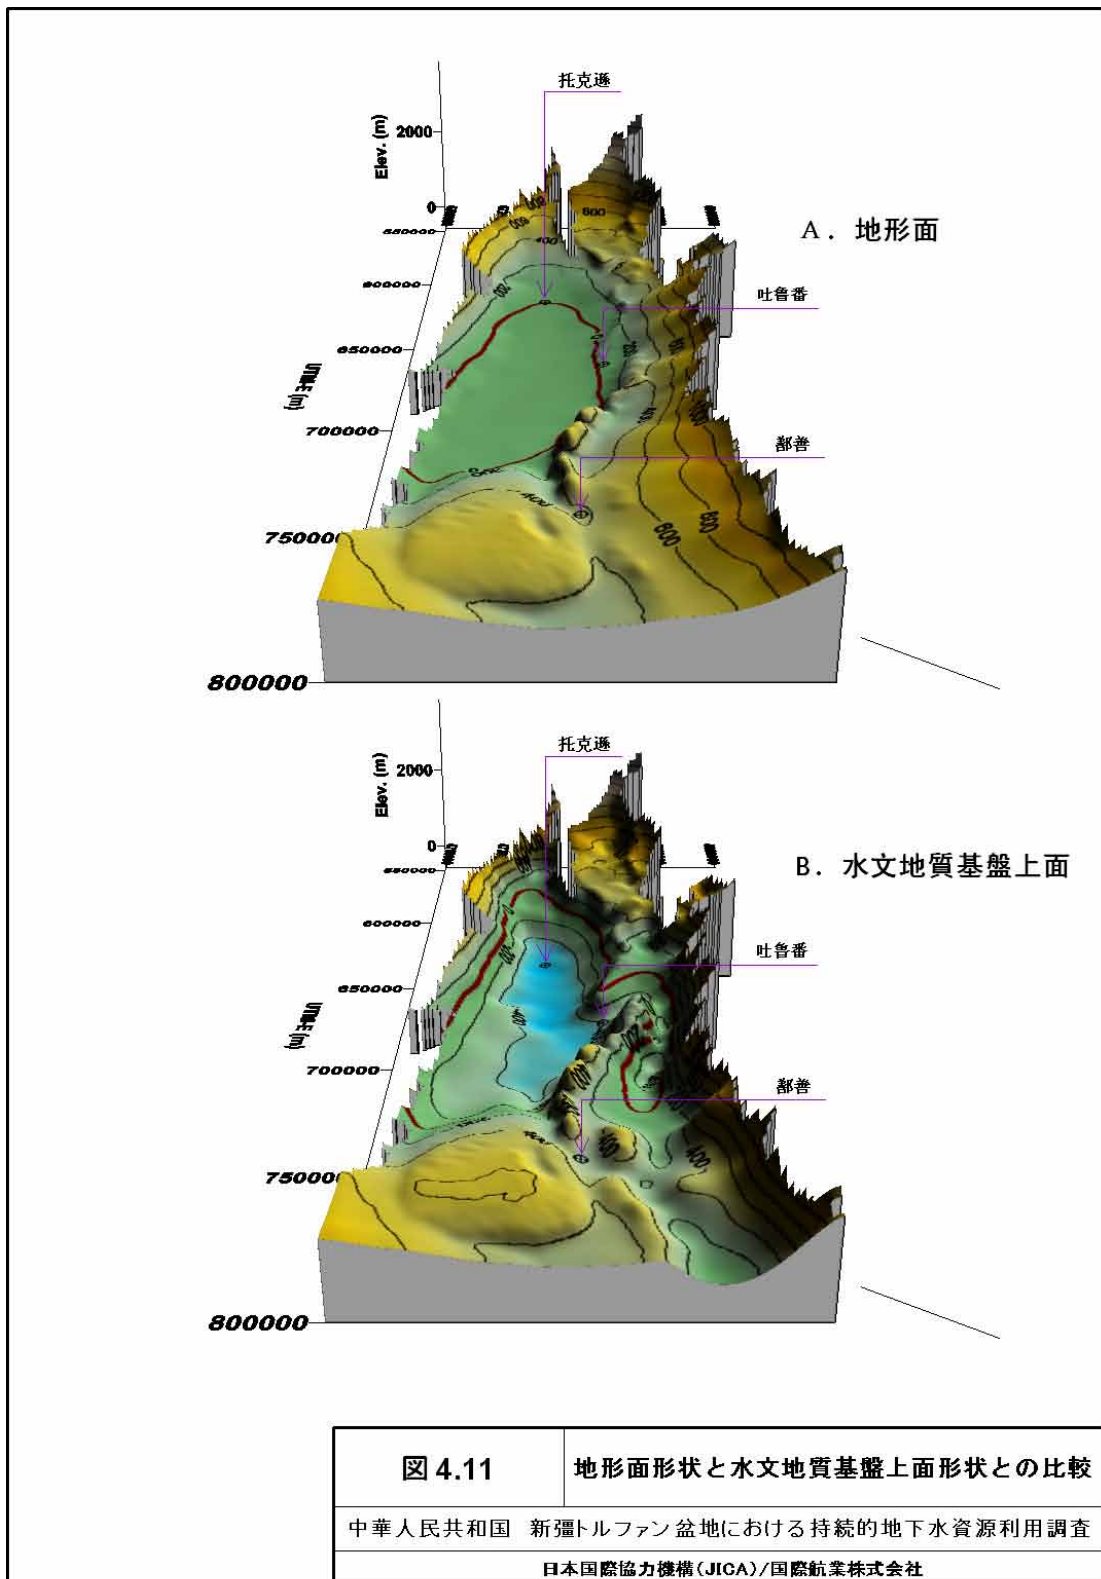 托克遜
Elev. (m)
2000
0
550000
600
A．地形面
吐魯番
600000
650000
700000
鄯善
400
600
800
750000
800000
托克遜
Elev. (m)
2000
0
550000
B．水文地質基盤上面
600000
吐魯番
650000
700000
鄯善
400
750000
800000
図 4.11
地形面形状と水文地質基盤上面形状との比較
中華人民共和国 新疆トルファン盆地における持続的地下水資源利用調査
日本国際協力機構(JICA)/国際航業株式会社